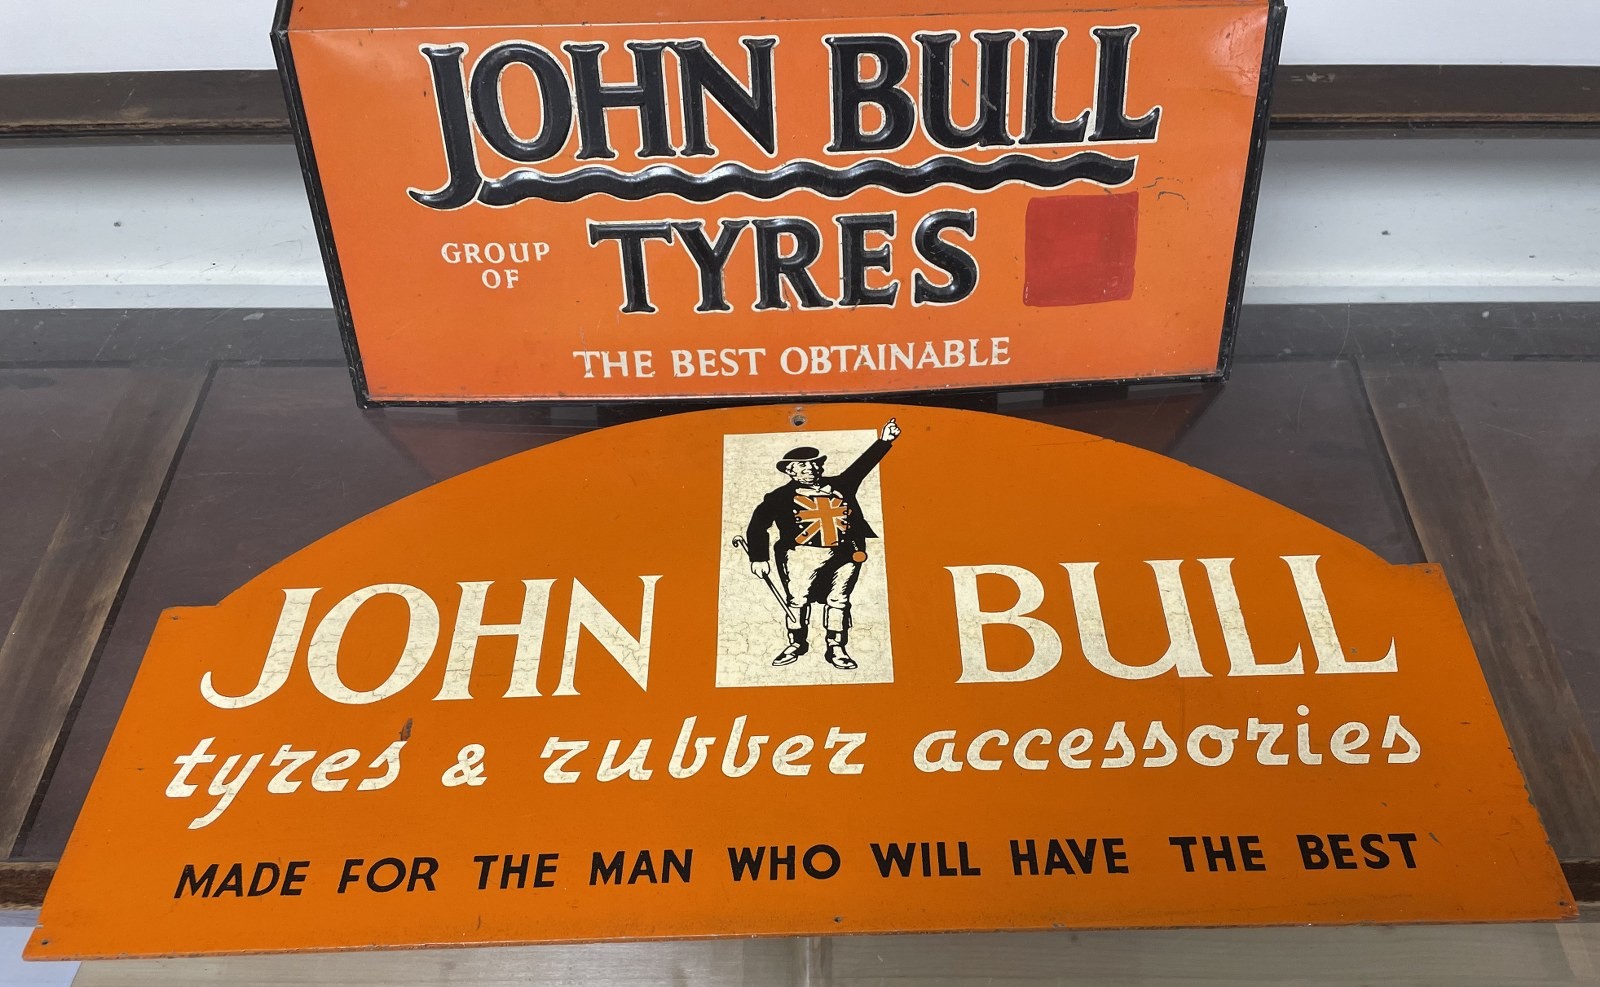 JOHN BULL
GROUP OF TYRES
THE BEST OBTAINABLE
JOHN BULL
tyres & rubber accessories
MADE FOR THE MAN WHO WILL HAVE THE BEST